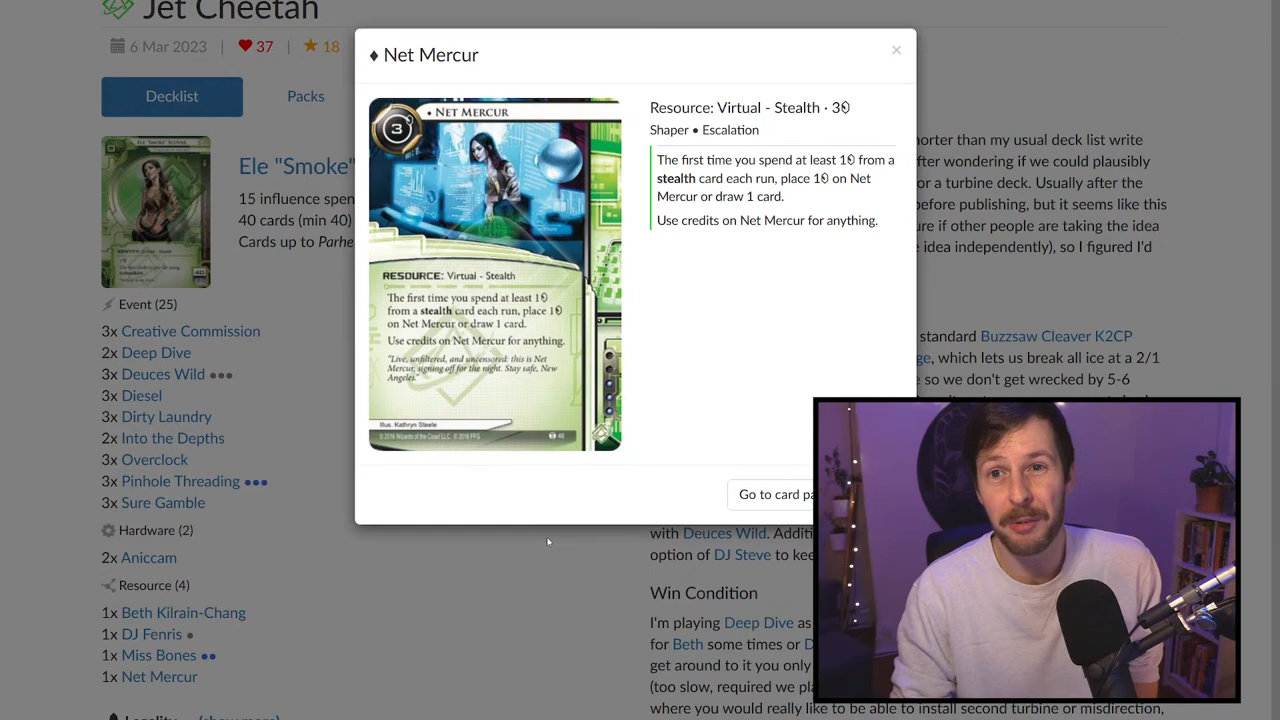 Jet Cheetah
6 Mar 2023 | 37 | 18
Decklist
Packs
Ele "Smoke"
15 influence spen
40 cards (min 40)
Cards up to Parhe
Event (25)
3x Creative Commission
2x Deep Dive
3x Deuces Wild
3x Diesel
3x Dirty Laundry
2x Into the Depths
3x Overclock
3x Pinhole Threading
3x Sure Gamble
Hardware (2)
2x Aniccam
Resource (4)
1x Beth Kilrain-Chang
1x DJ Fenris
1x Miss Bones
1x Net Mercur
(show more)
♦ Net Mercur
×
3
♦ NET MERCUR
RESOURCE: Virtual - Stealth
The first time you spend at least 1
from a stealth card each run, place 1
on Net Mercur or draw 1 card.
Use credits on Net Mercur for anything.
"Live, unfiltered, and uncensored: this is Net
Mercur, signing off for the night. Stay safe, New
Angeles."
Illus. Kathryn Steele
Resource: Virtual - Stealth · 3
Shaper • Escalation
The first time you spend at least 1 from a
stealth card each run, place 1 on Net
Mercur or draw 1 card.
Use credits on Net Mercur for anything.
Go to card pa
horter than my usual deck list write
fter wondering if we could plausibly
or a turbine deck. Usually after the
before publishing, but it seems like this
ure if other people are taking the idea
idea independently), so I figured I'd
standard Buzzsaw Cleaver K2CP
ge, which lets us break all ice at a 2/1
e so we don't get wrecked by 5-6
with Deuces Wild. Additi
option of DJ Steve to kee
Win Condition
I'm playing Deep Dive as
for Beth some times or D
get around to it you only
(too slow, required we pla
where you would really like to be able to install second turbine or misdirection,